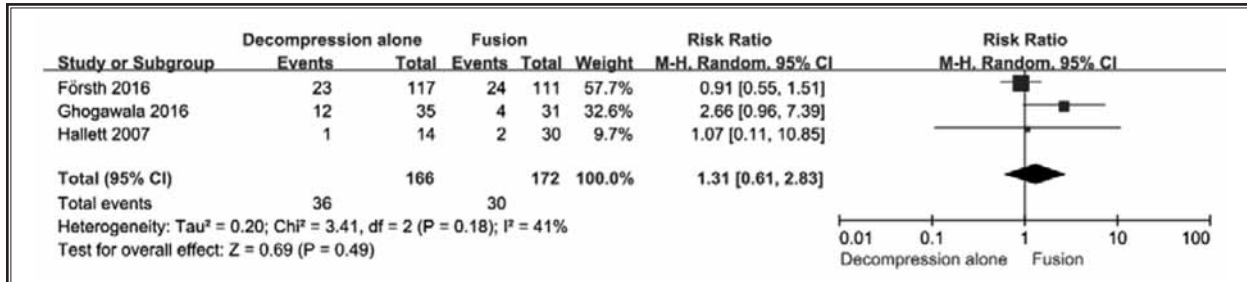 Decompression alone Fusion Risk Ratio Risk Ratio
Study or Subgroup Events Total Events Total Weight M-H. Random. 95% CI M-H. Random. 95% CI
Försth 2016 23 117 24 111 57.7% 0.91 [0.55, 1.51]
Ghogawala 2016 12 35 4 31 32.6% 2.66 [0.96, 7.39]
Hallett 2007 1 14 2 30 9.7% 1.07 [0.11, 10.85]
Total (95% CI) 166 172 100.0% 1.31 [0.61, 2.83]
Total events 36 30
Heterogeneity: Tau² = 0.20; Chi² = 3.41, df = 2 (P = 0.18); I² = 41%
Test for overall effect: Z = 0.69 (P = 0.49)
0.01 0.1 1 10 100
Decompression alone Fusion